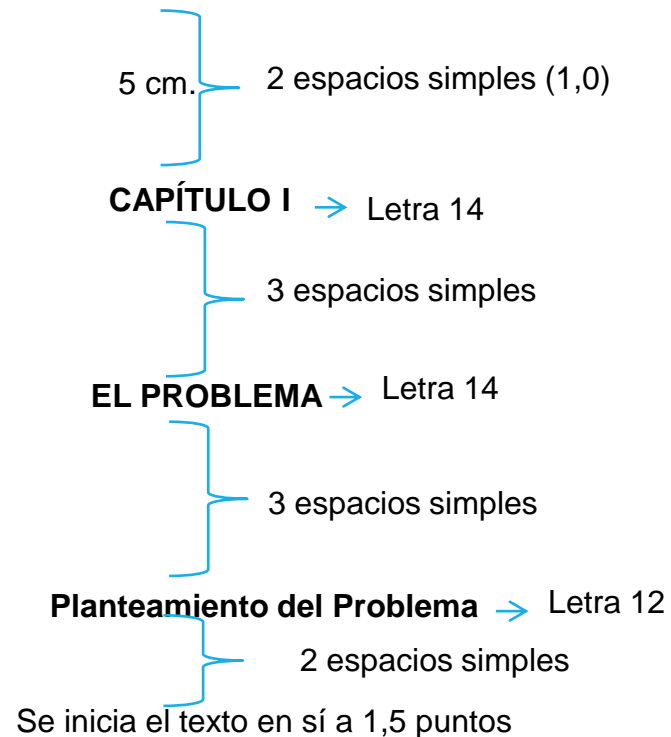 5 cm. 2 espacios simples (1,0)
CAPÍTULO I Letra 14
3 espacios simples
EL PROBLEMA Letra 14
3 espacios simples
Planteamiento del Problema Letra 12
2 espacios simples
Se inicia el texto en sí a 1,5 puntos